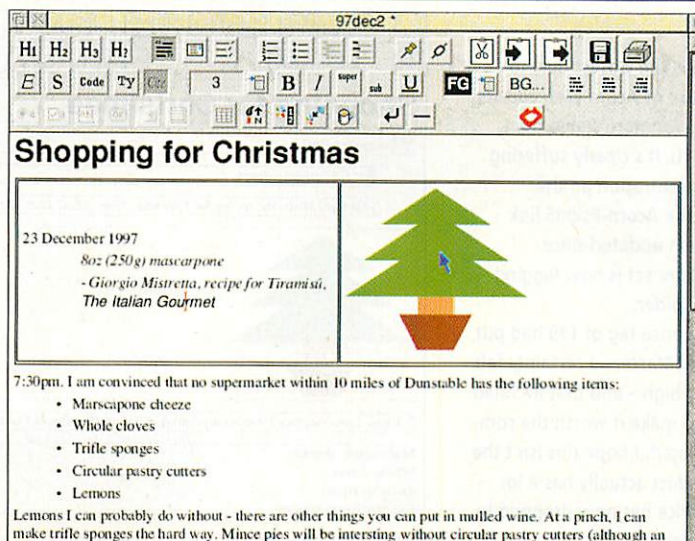 97dec2 *
H1 H2 H3 H?
E S Code Ty Cite 3 B I super sub U FG BG...
Shopping for Christmas
23 December 1997
8oz (250g) mascarpone
- Giorgio Mistretta, recipe for Tiramisú,
The Italian Gourmet
7:30pm. I am convinced that no supermarket within 10 miles of Dunstable has the following items:
• Marscapone cheeze
• Whole cloves
• Trifle sponges
• Circular pastry cutters
• Lemons
Lemons I can probably do without - there are other things you can put in mulled wine. At a pinch, I can
make trifle sponges the hard way. Mince pies will be intersting without circular pastry cutters (although an